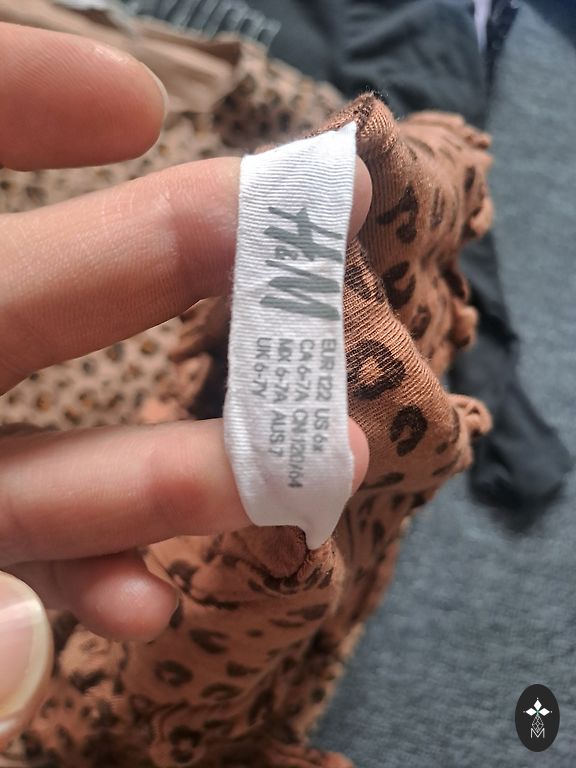 H&M
EUR 122 US 6x
CA 6-7A CN 120/64
MX 6-7A AUS 7
UK 6-7Y
M